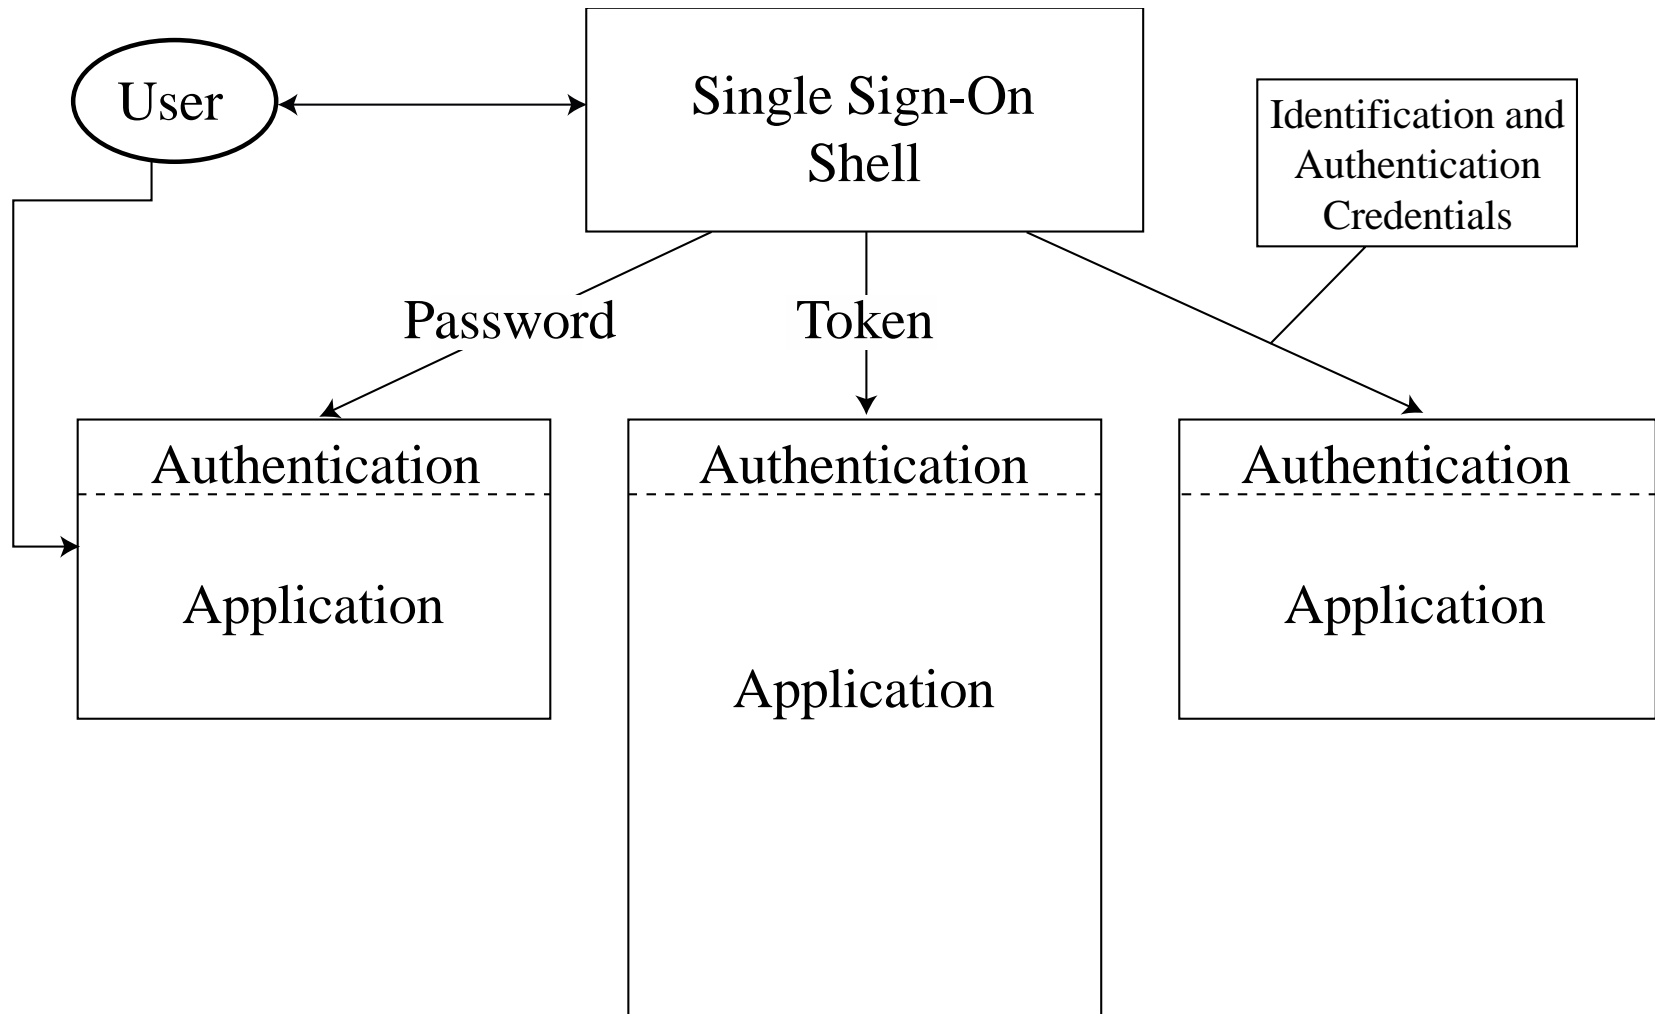 User
Single Sign-On
Shell
Identification and
Authentication
Credentials
Password
Token
Authentication
Authentication
Authentication
Application
Application
Application